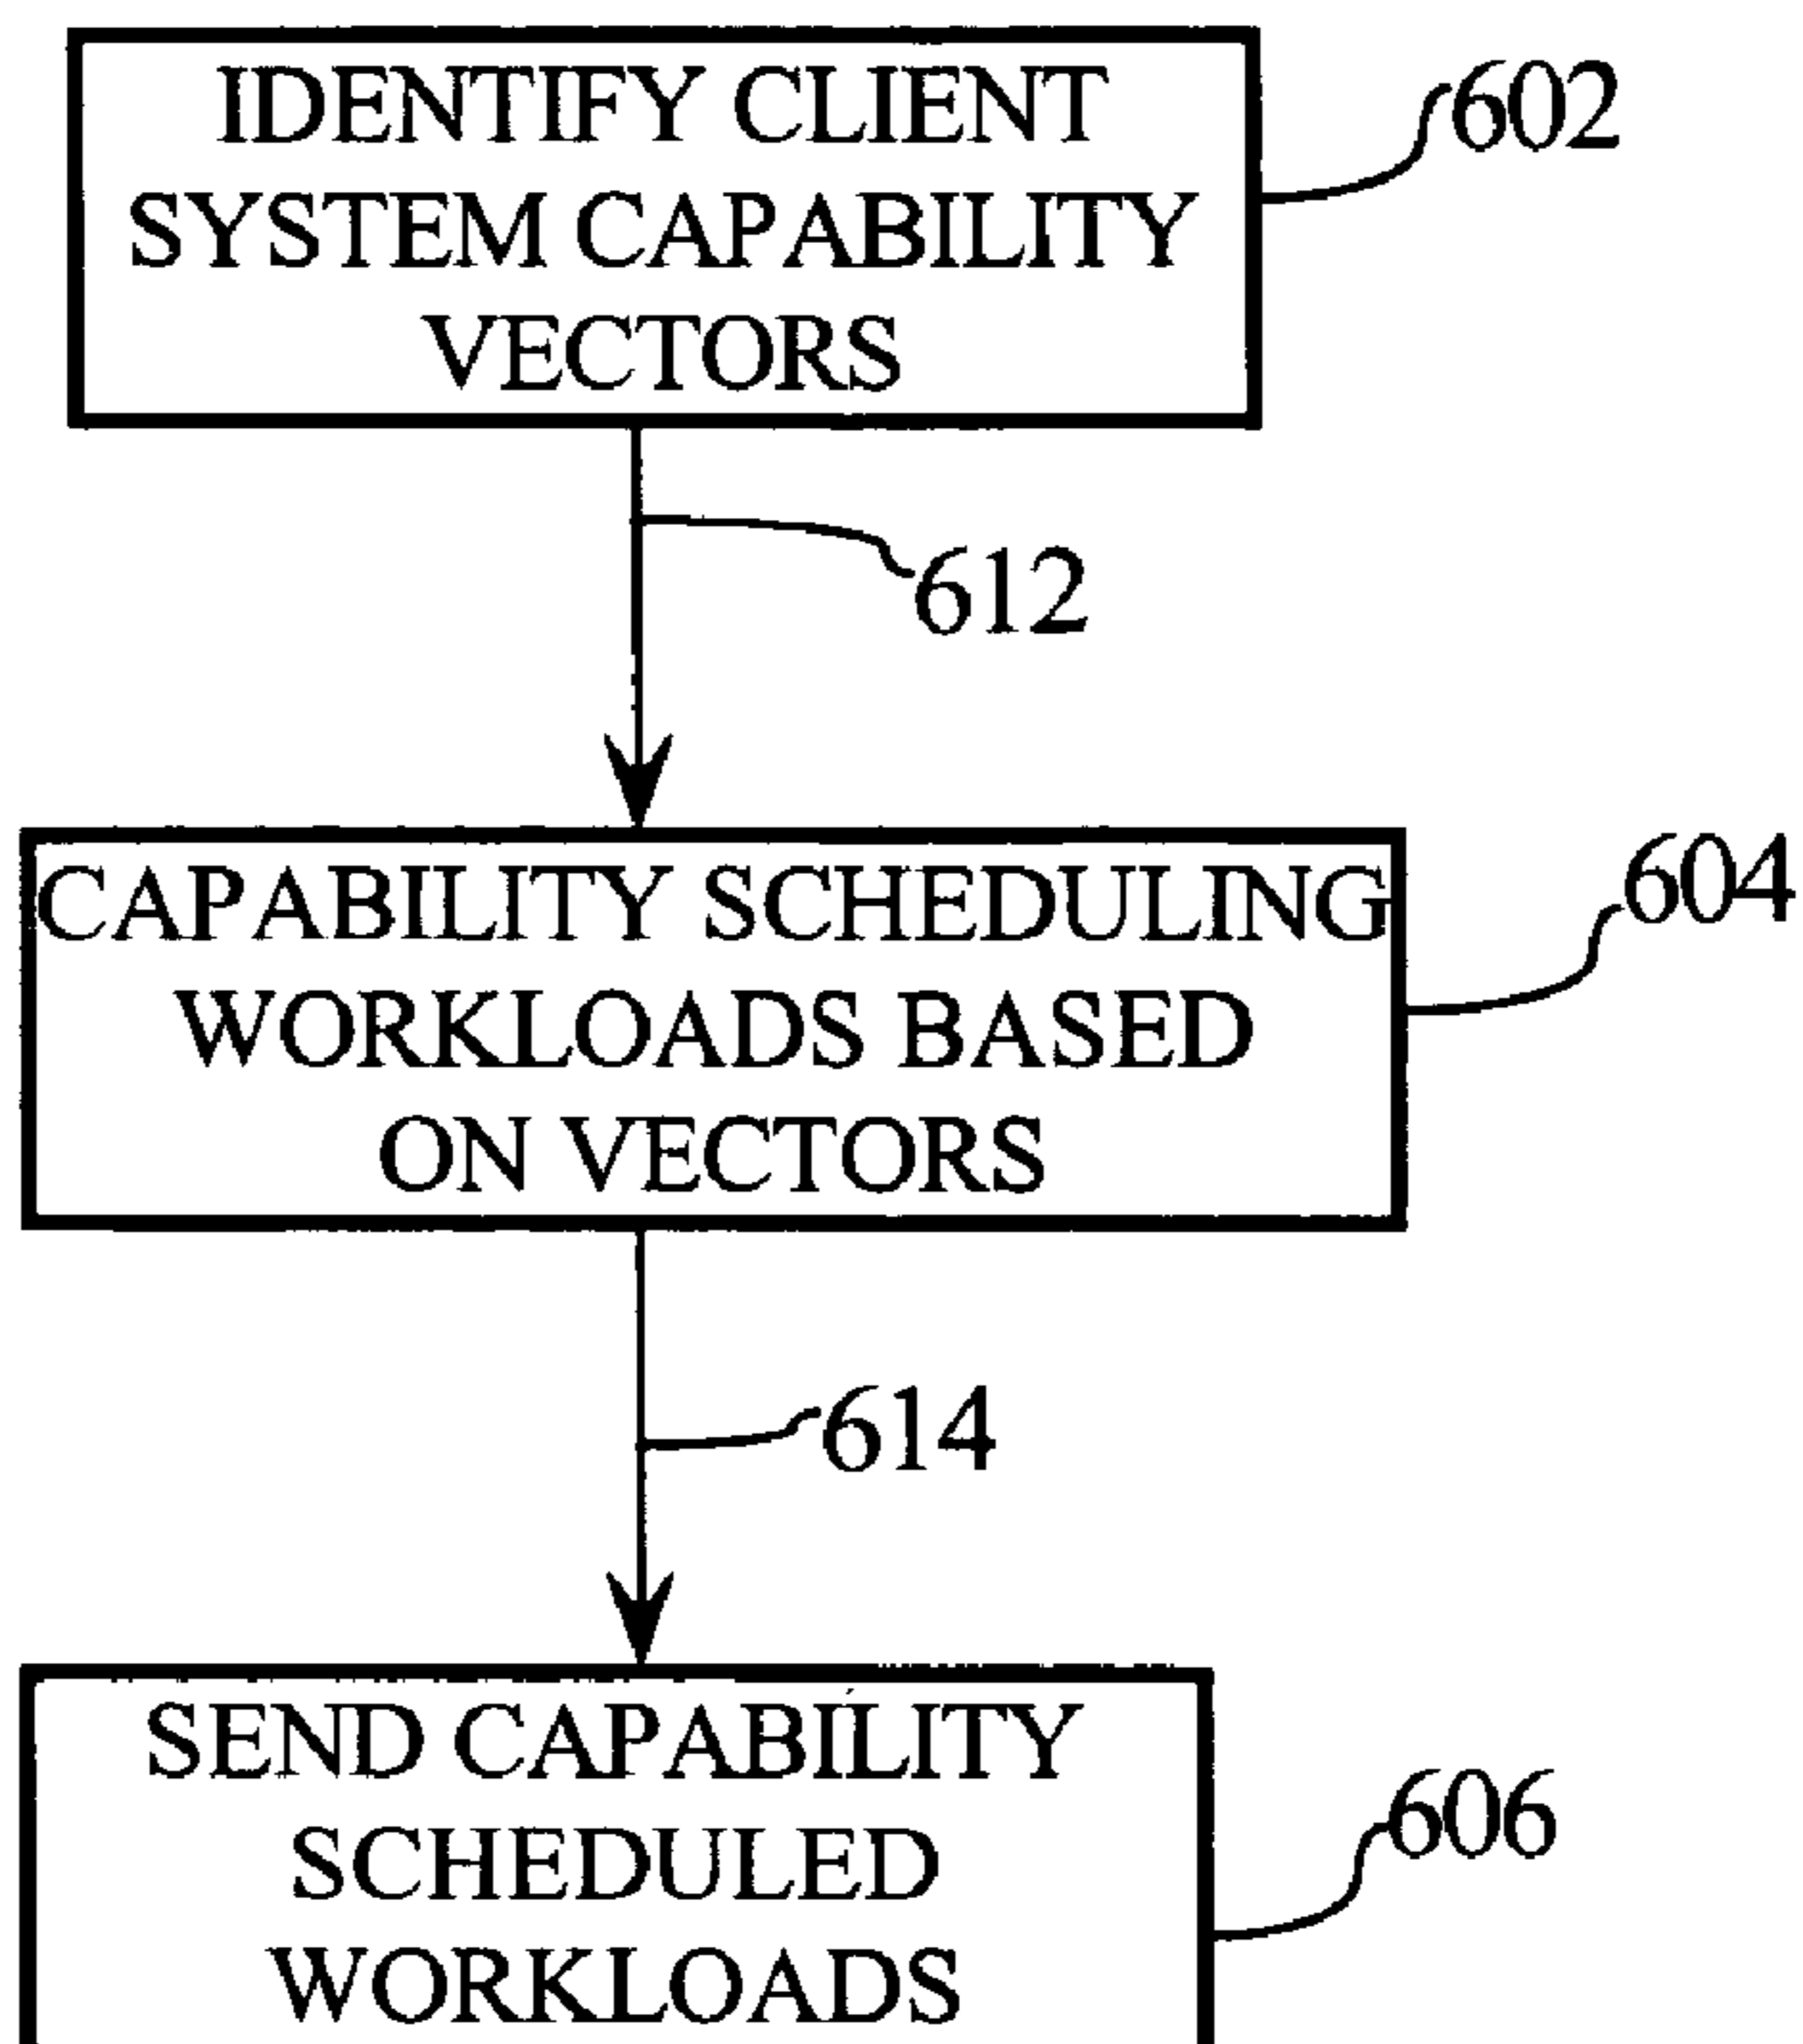 IDENTIFY CLIENT
SYSTEM CAPABILITY
VECTORS
602
612
CAPABILITY SCHEDULING
WORKLOADS BASED
ON VECTORS
604
614
SEND CAPABILITY
SCHEDULED
WORKLOADS
606